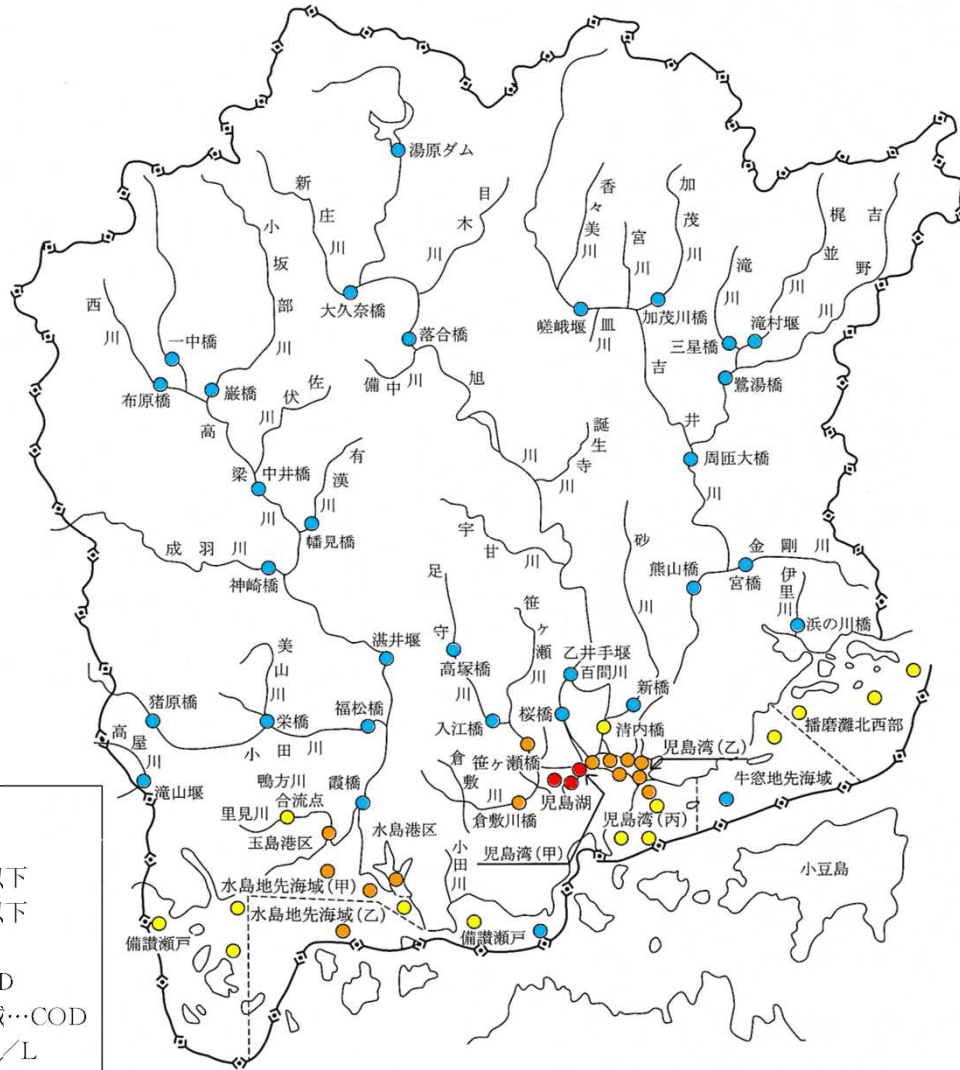 湯原ダム
新庄川
目木川
小坂部川
西川
大久奈橋
落合橋
備中川
一中橋
布原橋
巌橋
佐伏川
高梁川
中井橋
有漢川
幡見橋
成羽川
神崎橋
旭川
誕生寺川
宇甘川
香々美川
宮川
加茂川
嵯峨堰
皿川
加茂川橋
滝川
梶並川
吉野川
三星橋
滝村堰
鷺湯橋
吉井川
周匝大橋
砂川
熊山橋
金剛川
宮橋
伊里川
浜の川橋
湛井堰
足守川
高塚橋
笹ヶ瀬川
乙井手堰
百間川
新橋
桜橋
清内橋
入江橋
笹ヶ瀬橋
倉敷川
倉敷川橋
児島湖
児島湾(乙)
児島湾(丙)
児島湾(甲)
播磨灘北西部
牛窓地先海域
小豆島
美山川
猪原橋
栄橋
福松橋
小田川
高屋川
滝山堰
鴨方川
合流点
里見川
霞橋
玉島港区
水島港区
小田川
水島地先海域(甲)
水島地先海域(乙)
備讃瀬戸
備讃瀬戸
以下
以下
D
…COD
/L